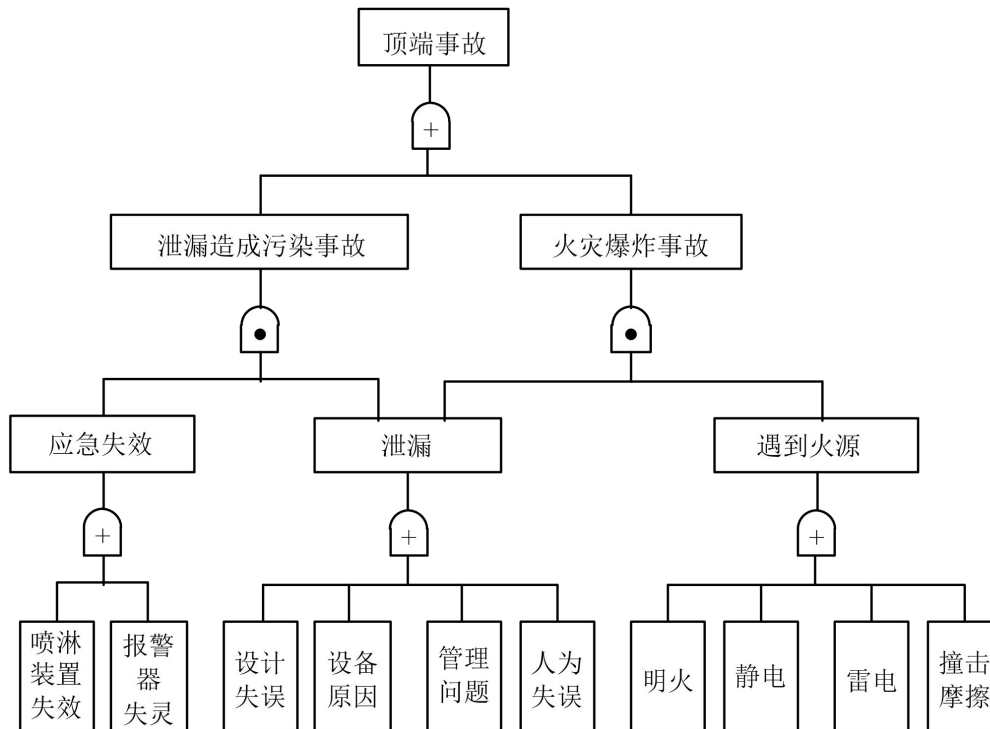 顶端事故
+
泄漏造成污染事故
火灾爆炸事故
应急失效
泄漏
遇到火源
+
+
+
喷淋
装置
失效
报警
器
失灵
设计
失误
设备
原因
管理
问题
人为
失误
明火
静电
雷电
撞击
摩擦